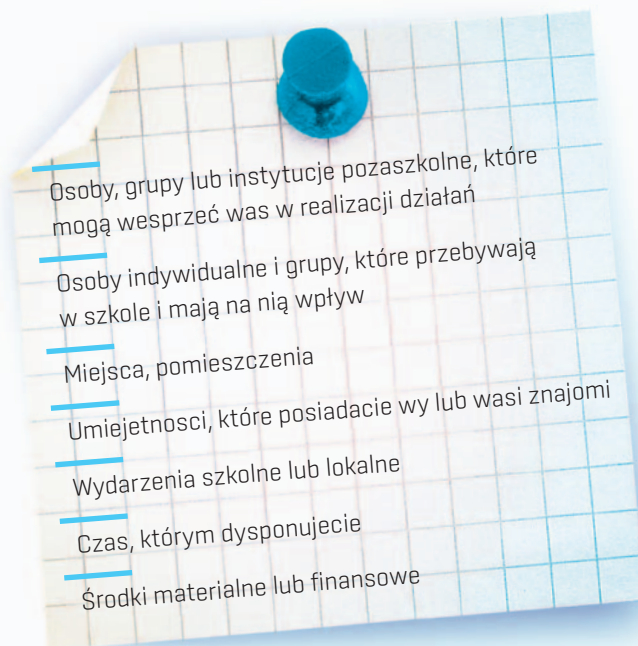 Osoby, grupy lub instytucje pozaszkolne, które
mogą wesprzeć was w realizacji działań
Osoby indywidualne i grupy, które przebywają
w szkole i mają na nią wpływ
Miejsca, pomieszczenia
Umiejetnosci, które posiadacie wy lub wasi znajomi
Wydarzenia szkolne lub lokalne
Czas, którym dysponujecie
Środki materialne lub finansowe